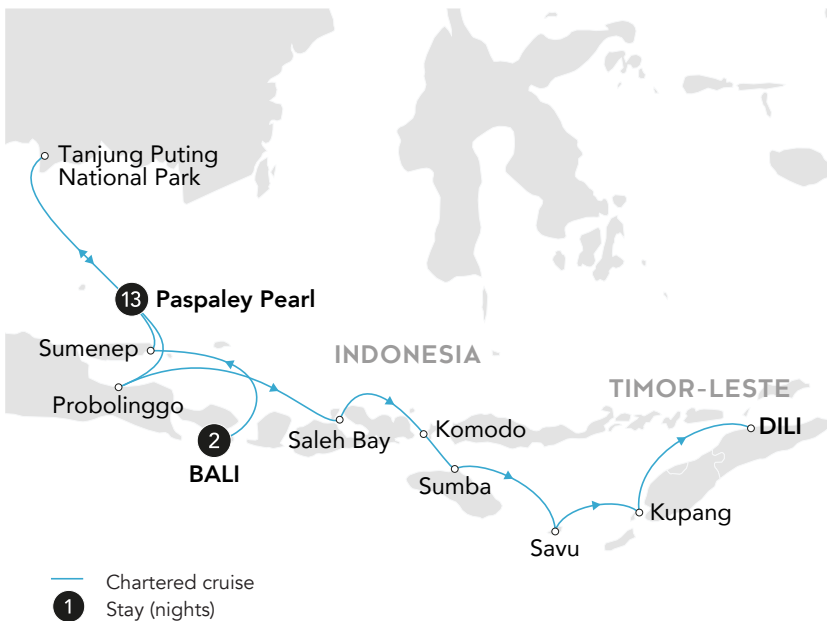 Tanjung Puting
National Park
13 Paspaley Pearl
Sumenep
INDONESIA
TIMOR-LESTE
Probolinggo
DILI
2
BALI
Saleh Bay
Komodo
Sumba
Kupang
Savu
Chartered cruise
1 Stay (nights)